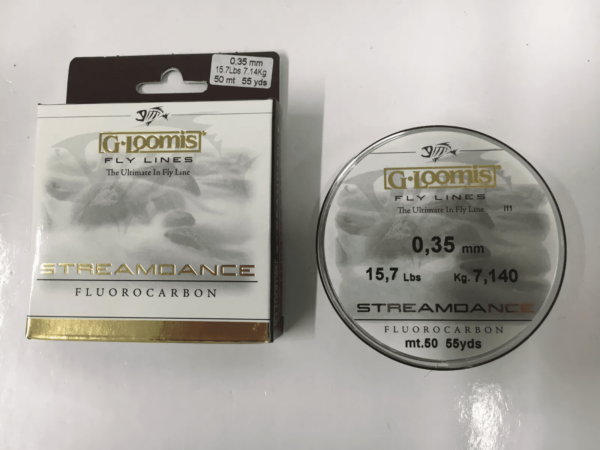 0,35 mm
15.7Lbs 7.14Kg
50 mt 55 yds
G·Loomis
FLY LINES
The Ultimate In Fly Line
STREAMDANCE
FLUOROCARBON
G·Loomis
FLY LINES
The Ultimate In Fly Line
0,35 mm
15,7 Lbs Kg. 7,140
STREAMDANCE
FLUOROCARBON
mt.50 55yds